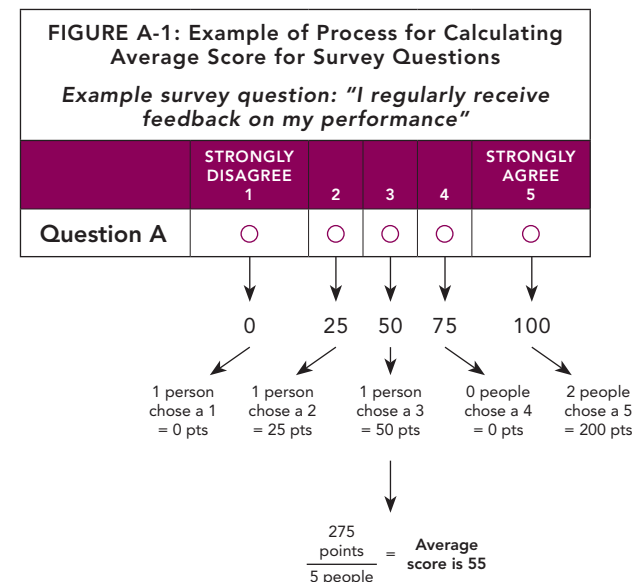 FIGURE A-1: Example of Process for Calculating
Average Score for Survey Questions
Example survey question: “I regularly receive
feedback on my performance”
STRONGLY
DISAGREE
1
2
3
4
STRONGLY
AGREE
5
Question A
0
25
50
75
100
1 person
chose a 1
= 0 pts
1 person
chose a 2
= 25 pts
1 person
chose a 3
= 50 pts
0 people
chose a 4
= 0 pts
2 people
chose a 5
= 200 pts
275
points
5 people
=
Average
score is 55